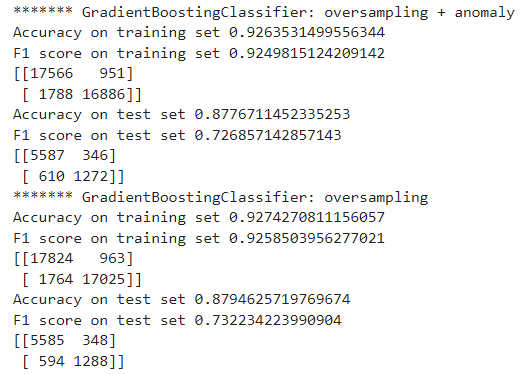 ******* GradientBoostingClassifier: oversampling + anomaly
Accuracy on training set 0.9263531499556344
F1 score on training set 0.9249815124209142
[[17566   951]
 [ 1788 16886]]
Accuracy on test set 0.8776711452335253
F1 score on test set 0.726857142857143
[[5587  346]
 [ 610 1272]]
******* GradientBoostingClassifier: oversampling
Accuracy on training set 0.9274270811156057
F1 score on training set 0.9258503956277021
[[17824   963]
 [ 1764 17025]]
Accuracy on test set 0.8794625719769674
F1 score on test set 0.732234223990904
[[5585  348]
 [ 594 1288]]